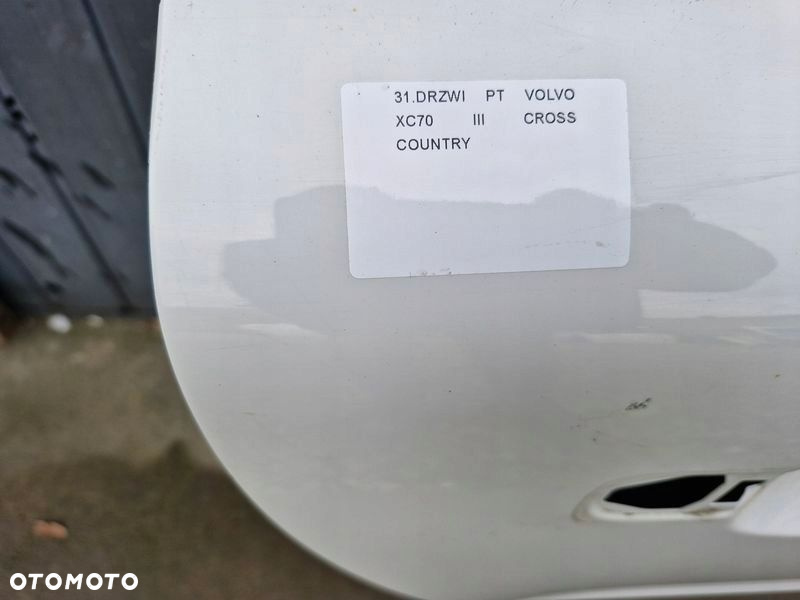 31.DRZWI PT VOLVO
XC70 III CROSS
COUNTRY
OTOMOTO